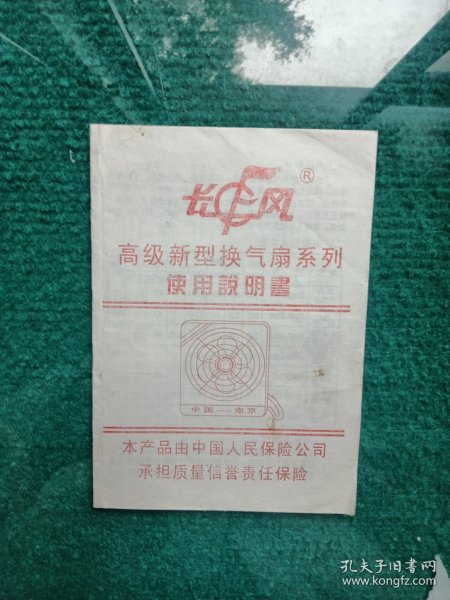 长风®
高级新型换气扇系列
使用說明書
中国——南京
本产品由中国人民保险公司
承担质量信誉责任保险
孔夫子旧书网
www.kongfz.com